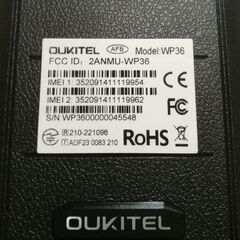 OUKITEL AFB Model:WP36
FCC ID: 2ANMU-WP36
IMEI 1: 352091411119954
IMEI 2: 352091411119962
S/N WP3600000045548
R 210-221096
T ADF23 0083 210
CE
RoHS
OUKITEL